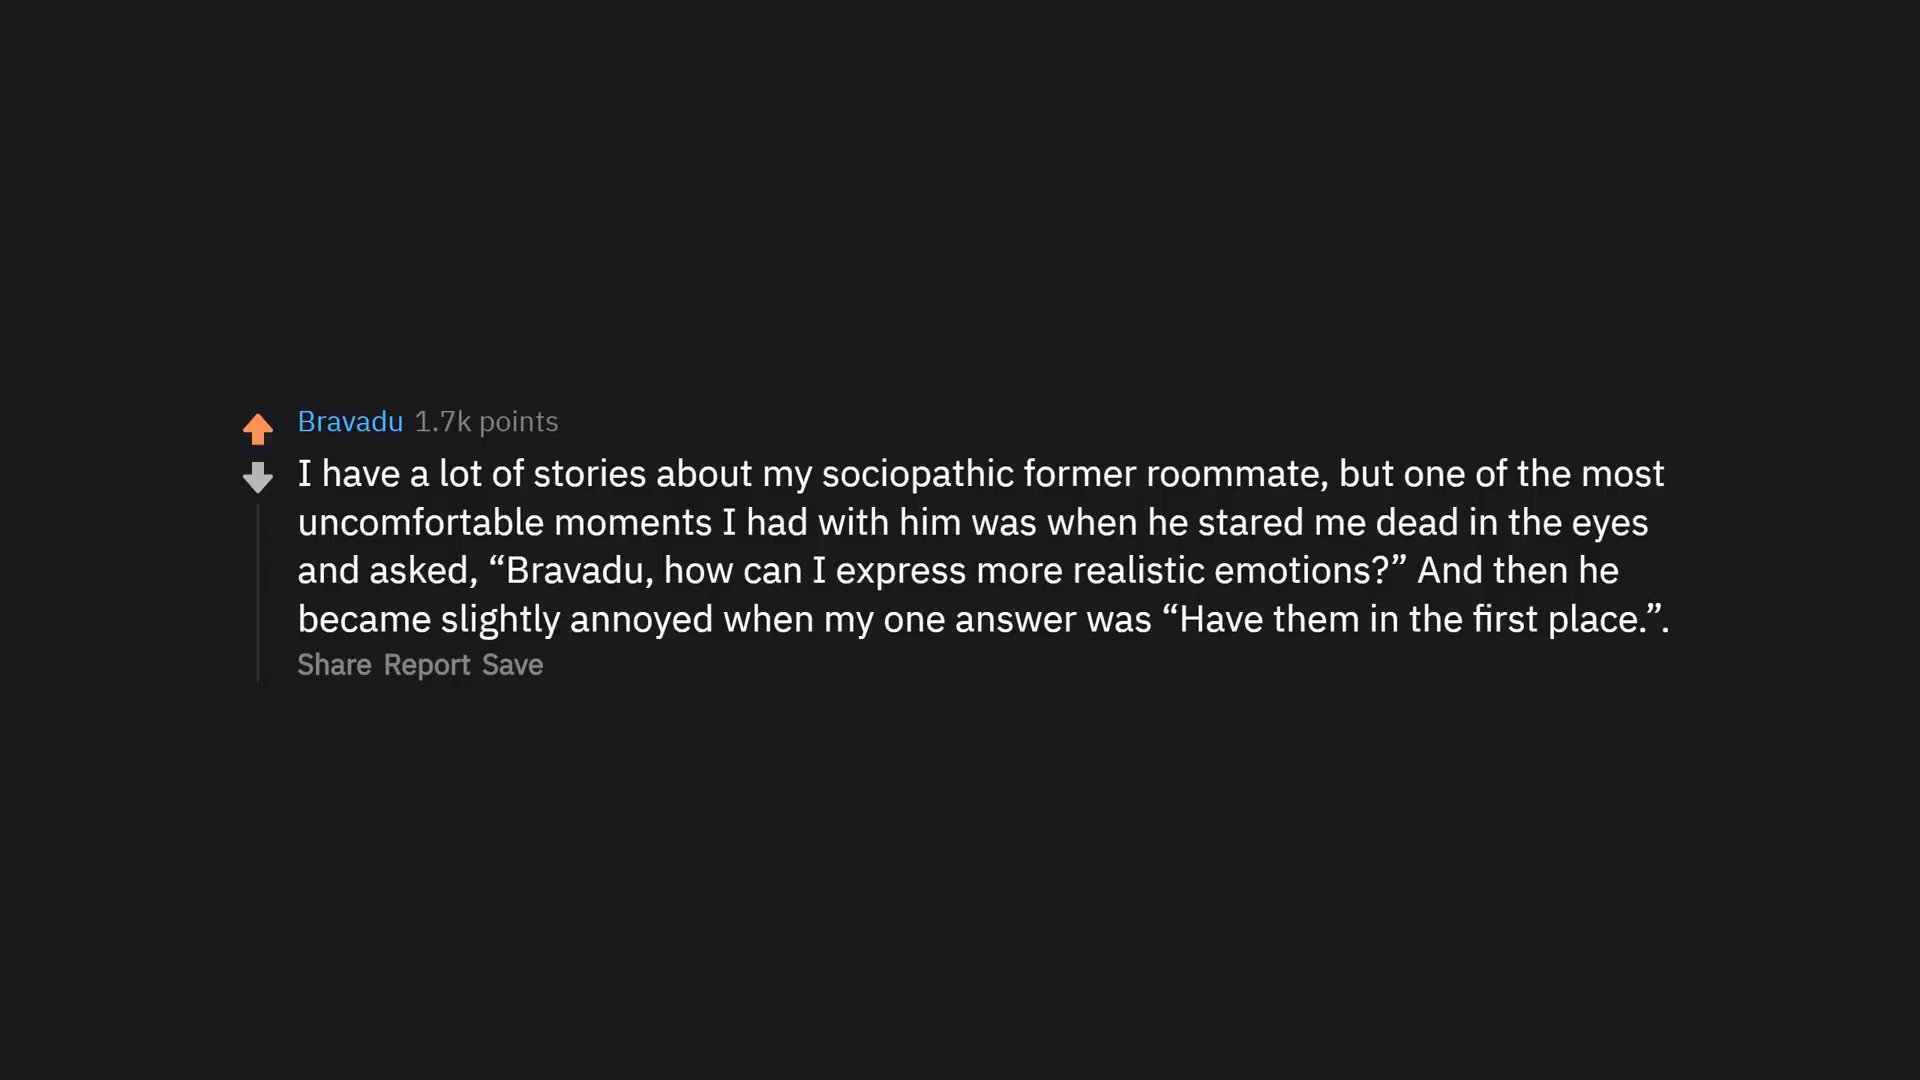 Bravadu 1.7k points
I have a lot of stories about my sociopathic former roommate, but one of the most
uncomfortable moments I had with him was when he stared me dead in the eyes
and asked, “Bravadu, how can I express more realistic emotions?” And then he
became slightly annoyed when my one answer was “Have them in the first place.”.
Share Report Save